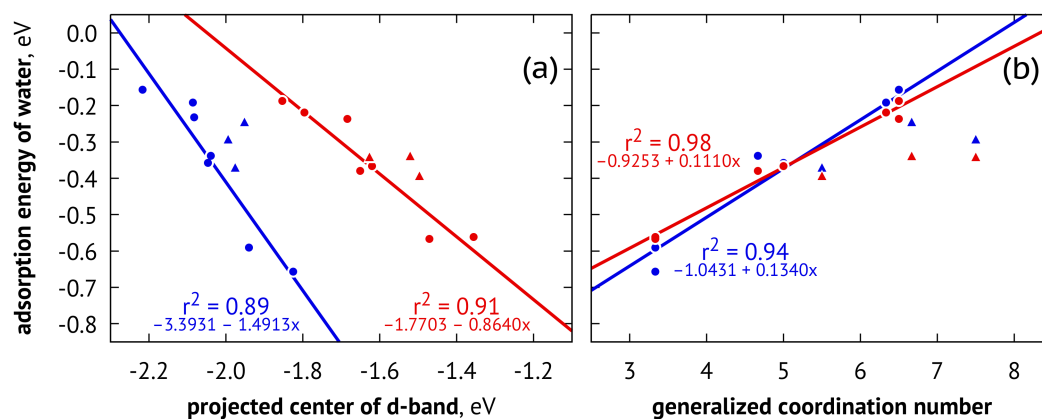 adsorption energy of water, eV
0.0
-0.1
-0.2
-0.3
-0.4
-0.5
-0.6
-0.7
-0.8
(a)
r² = 0.89
−3.3931 − 1.4913x
r² = 0.91
−1.7703 − 0.8640x
-2.2 -2.0 -1.8 -1.6 -1.4 -1.2
projected center of d-band, eV
(b)
r² = 0.98
−0.9253 + 0.1110x
r² = 0.94
−1.0431 + 0.1340x
3 4 5 6 7 8
generalized coordination number